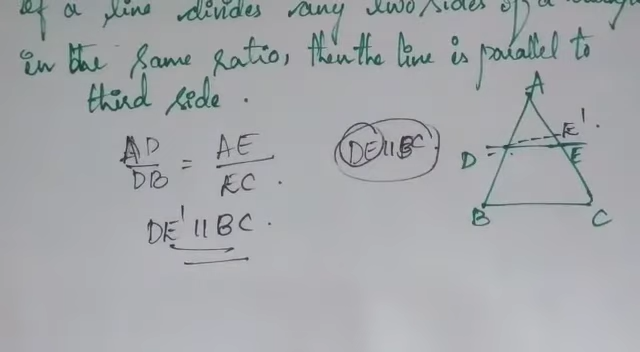 If a line divides any two sides of a
in the same ratio, then the line is parallel to
third side.
AD/DB = AE/EC.
DE || BC
DE' || BC.
A
E'.
D
E
B
C